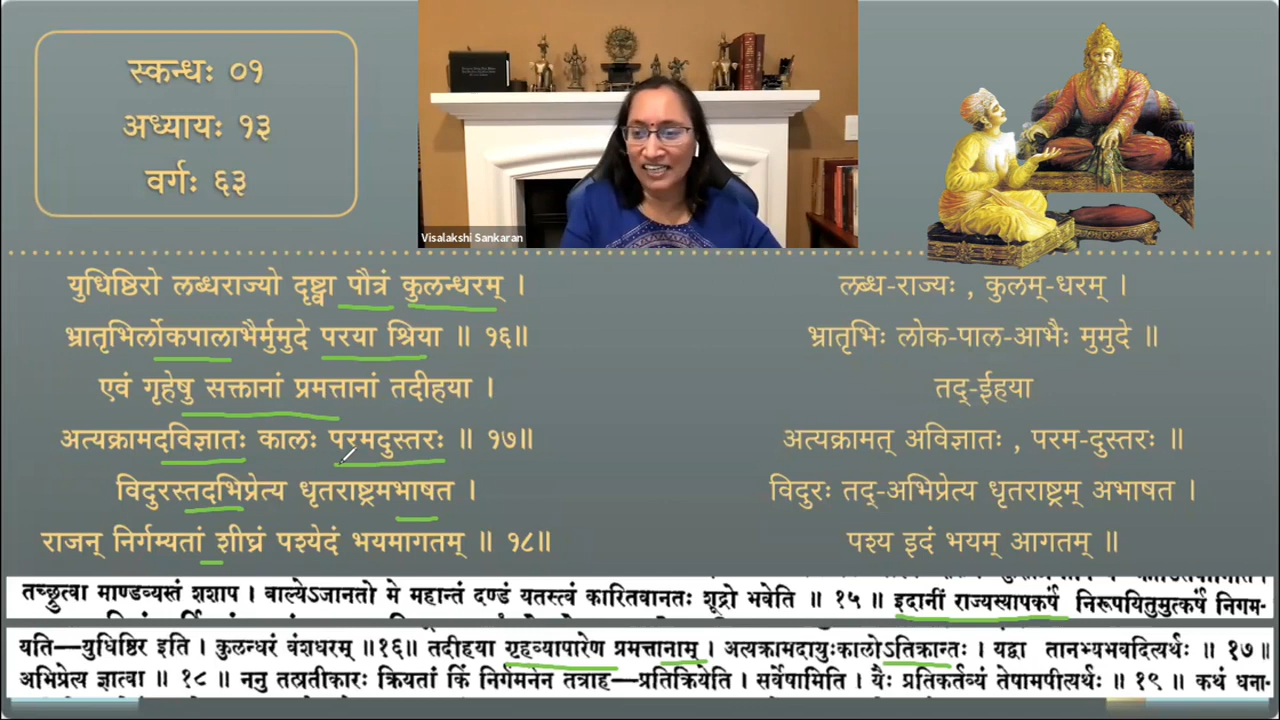 स्कन्धः ०१
अध्यायः १३
वर्गः ६३
Visalakshi Sankaran
युधिष्ठिरो लब्धराज्यो दृष्ट्वा पौत्रं कुलन्धरम् ।
भ्रातृभिर्लोकपालाभैर्मुमुदे परया श्रिया ॥ १६॥
एवं गृहेषु सक्तानां प्रमत्तानां तदीहया ।
अत्यक्रामदविज्ञातः कालः परमदुस्तरः ॥ १७॥
विदुरस्तदभिप्रेत्य धृतराष्ट्रमभाषत ।
राजन् निर्गम्यतां शीघ्रं पश्येदं भयमागतम् ॥ १८॥
लब्ध-राज्यः , कुलम्-धरम् ।
भ्रातृभिः लोक-पाल-आभैः मुमुदे ॥
तद्-ईहया
अत्यक्रामत् अविज्ञातः , परम-दुस्तरः ॥
विदुरः तद्-अभिप्रेत्य धृतराष्ट्रम् अभाषत ।
पश्य इदं भयम् आगतम् ॥
तच्छ्रुत्वा माण्डव्यस्तं शशाप । बाल्येऽजानतो मे महान्तं दण्डं यतस्त्वं कारितवानतः शूद्रो भवेति ॥ १५ ॥ इदानीं राज्यस्यापकर्षं निरूपयितुमुत्कर्षं निगम-
यति—युधिष्ठिर इति । कुलन्धरं वंशधरम् ॥१६॥ तदीहया गृहव्यापारेण प्रमत्तानाम् । अत्यक्रामदायुःकालोऽतिक्रान्तः । यद्वा तानभ्यभवदित्यर्थः ॥ १७॥
अभिप्रेत्य ज्ञात्वा ॥ १८ ॥ ननु तत्प्रतीकारः क्रियतां किं निर्गमनेन तत्राह—प्रतिक्रियेति । सर्वेषामिति । यैः प्रतिकर्तव्यं तेषामपीत्यर्थः ॥ १९ ॥ कथं धना-